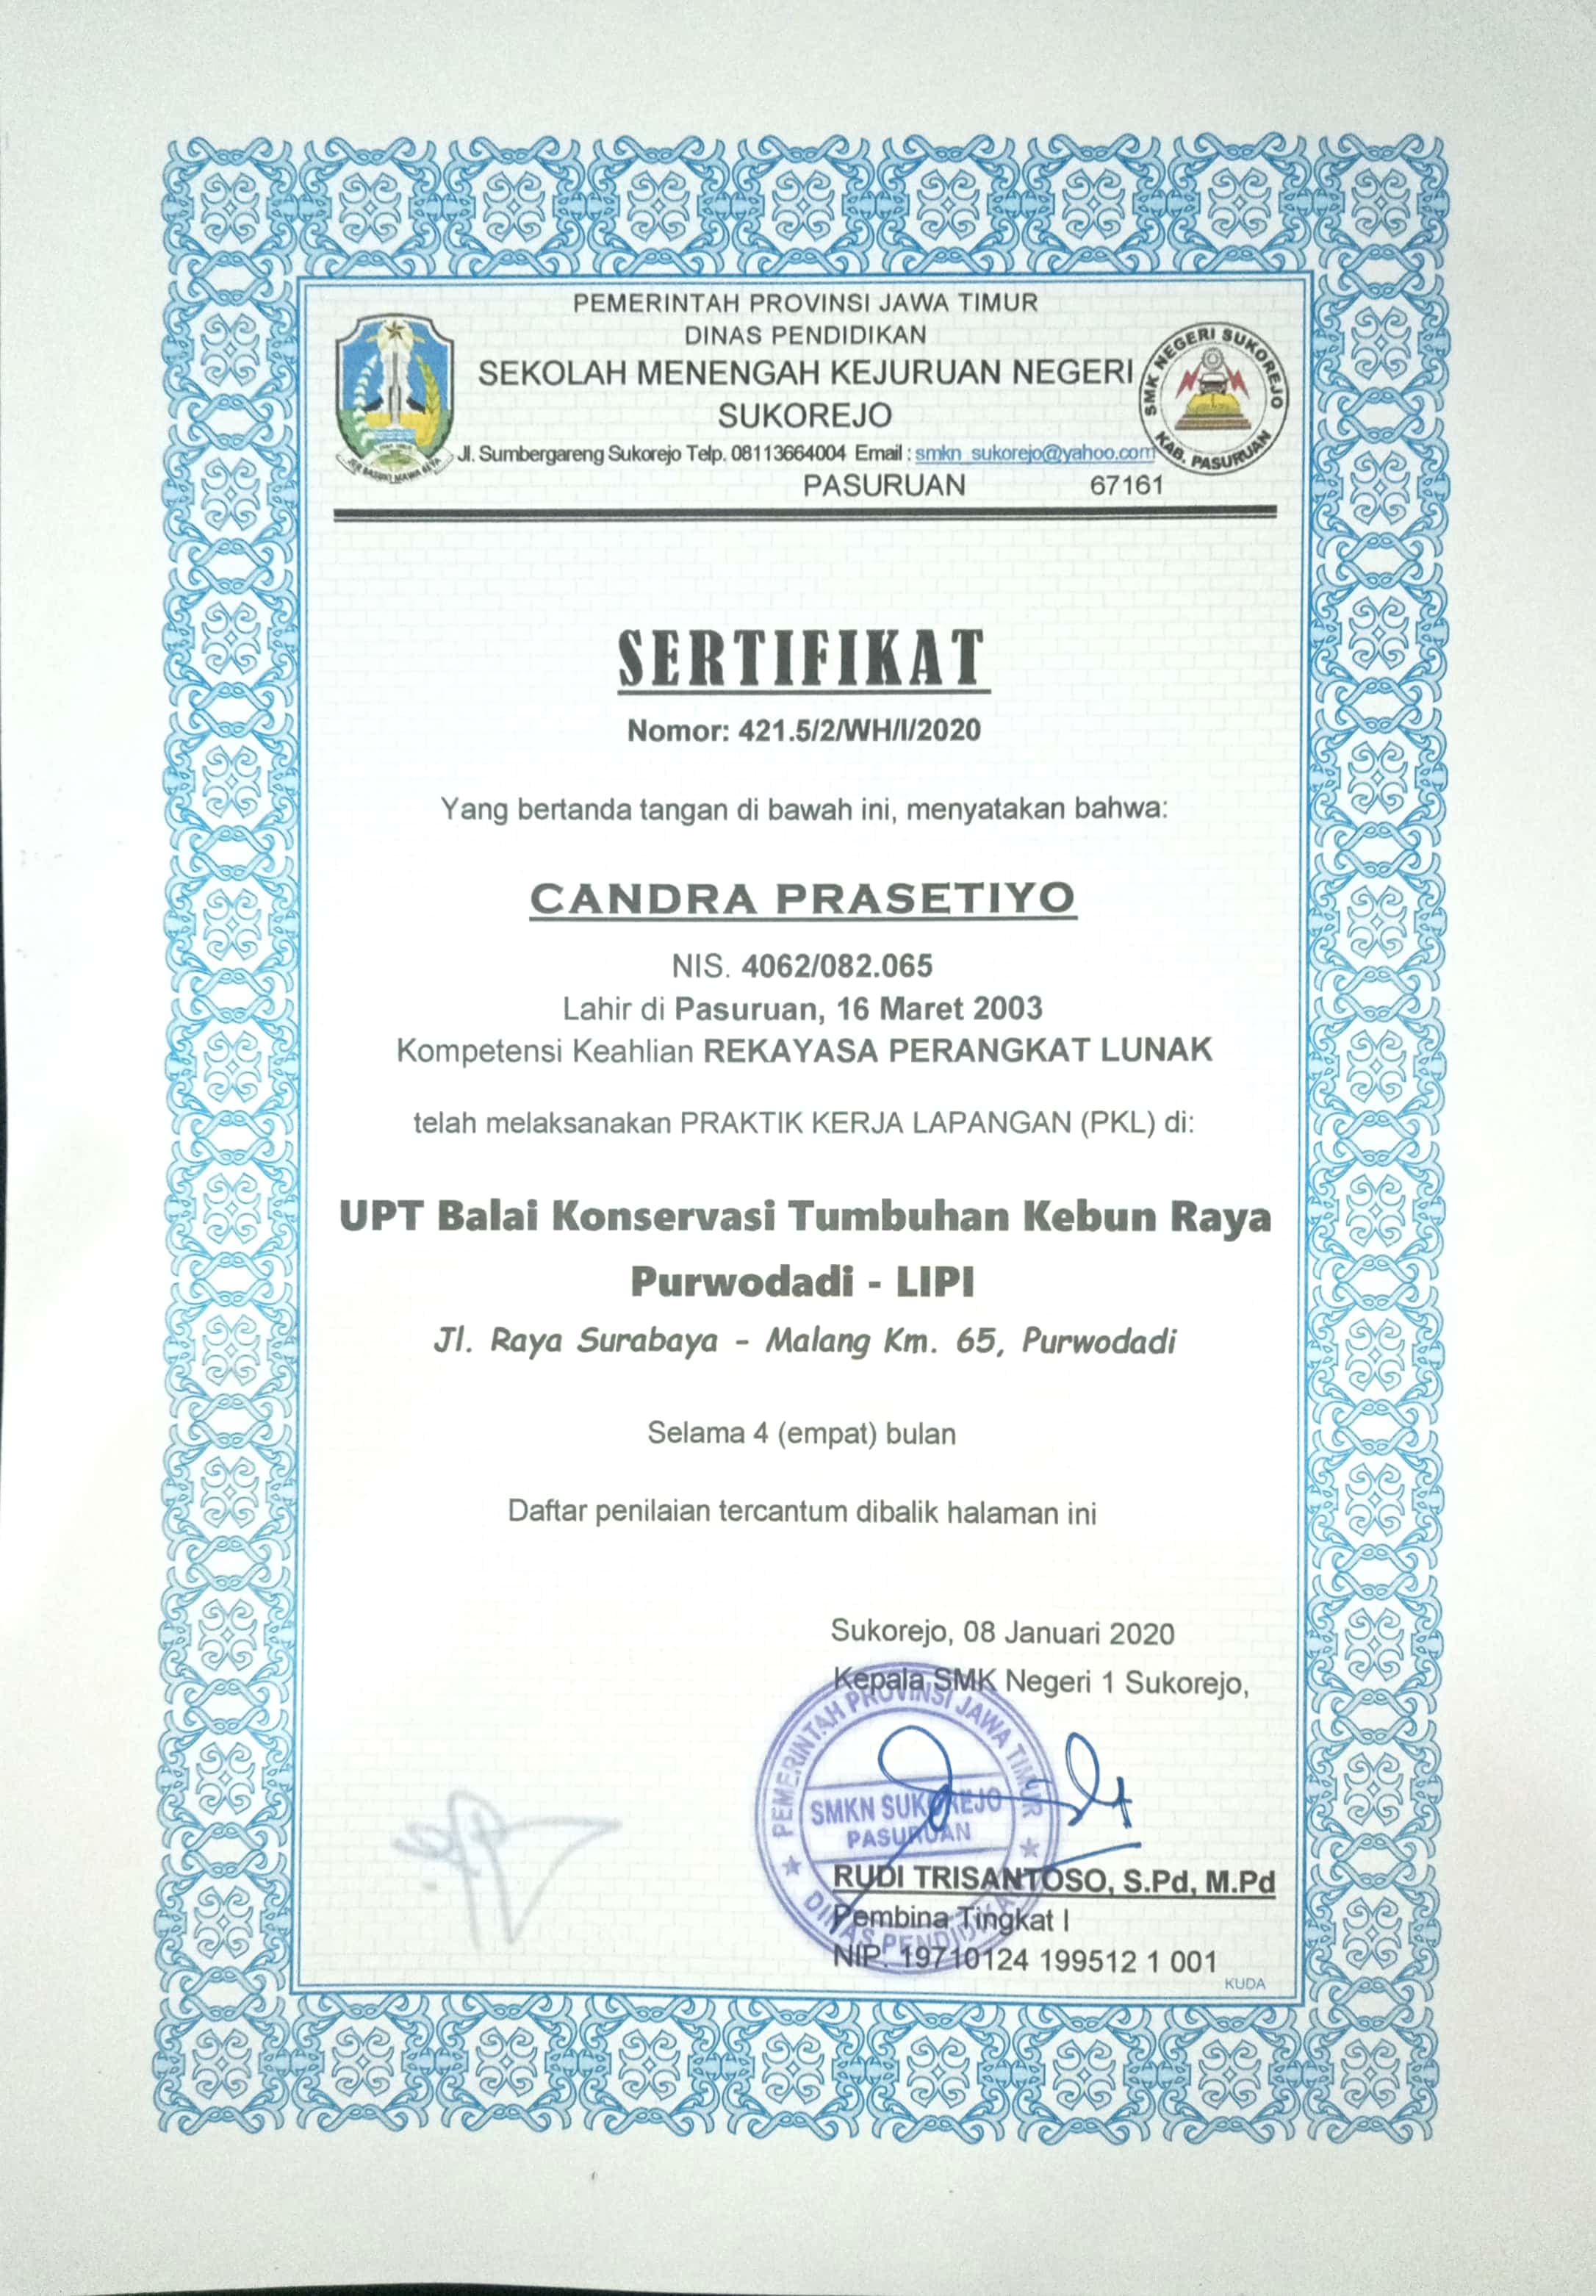 PEMERINTAH PROVINSI JAWA TIMUR
DINAS PENDIDIKAN
SEKOLAH MENENGAH KEJURUAN NEGERI
SUKOREJO
Jl. Sumbergareng Sukorejo Telp. 08113664004 Email : smkn_sukorejo@yahoo.com
PASURUAN 67161
JER BASUKI MAWA BEYA
SMK NEGERI SUKOREJO
KAB. PASURUAN
SERTIFIKAT
Nomor: 421.5/2/WH/I/2020
Yang bertanda tangan di bawah ini, menyatakan bahwa:
CANDRA PRASETIYO
NIS. 4062/082.065
Lahir di Pasuruan, 16 Maret 2003
Kompetensi Keahlian REKAYASA PERANGKAT LUNAK
telah melaksanakan PRAKTIK KERJA LAPANGAN (PKL) di:
UPT Balai Konservasi Tumbuhan Kebun Raya
Purwodadi - LIPI
Jl. Raya Surabaya - Malang Km. 65, Purwodadi
Selama 4 (empat) bulan
Daftar penilaian tercantum dibalik halaman ini
Sukorejo, 08 Januari 2020
Kepala SMK Negeri 1 Sukorejo,
PEMERINTAH PROVINSI JAWA TIMUR
SMKN SUKOREJO
PASURUAN
DINAS PENDIDIKAN
RUDI TRISANTOSO, S.Pd, M.Pd
Pembina Tingkat I
NIP. 19710124 199512 1 001
KUDA